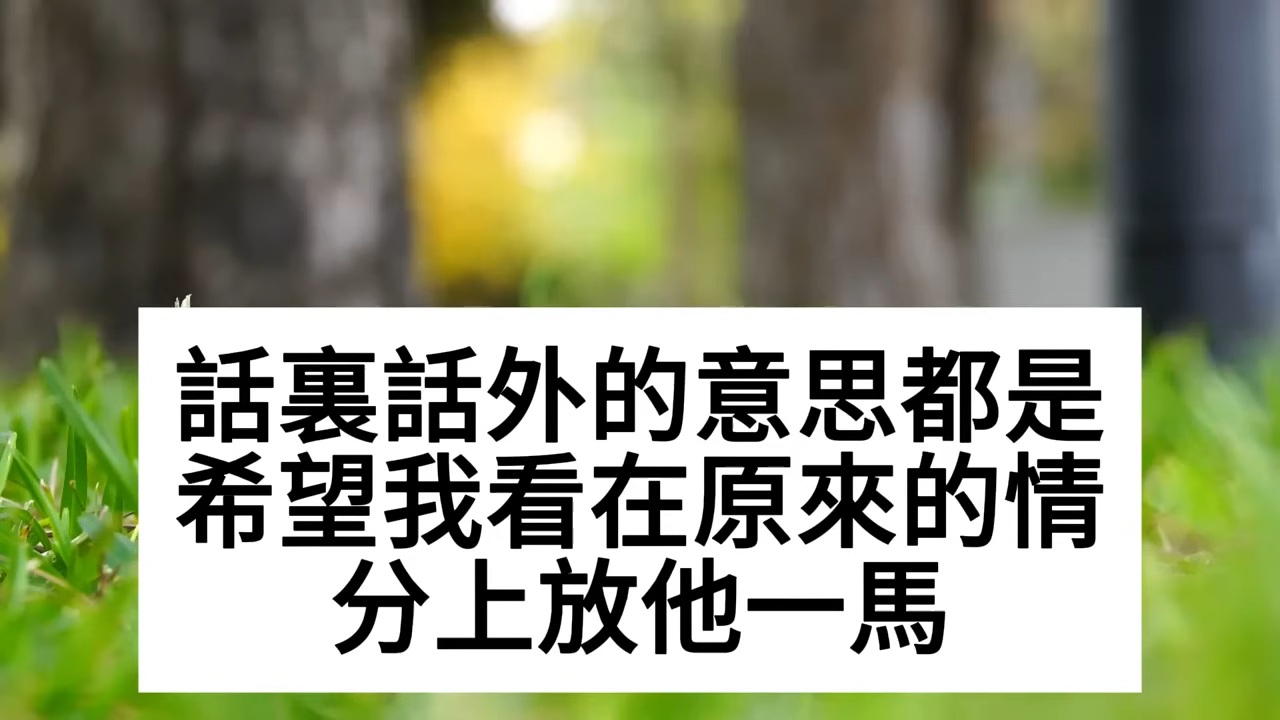 話裏話外的意思都是
希望我看在原來的情
分上放他一馬